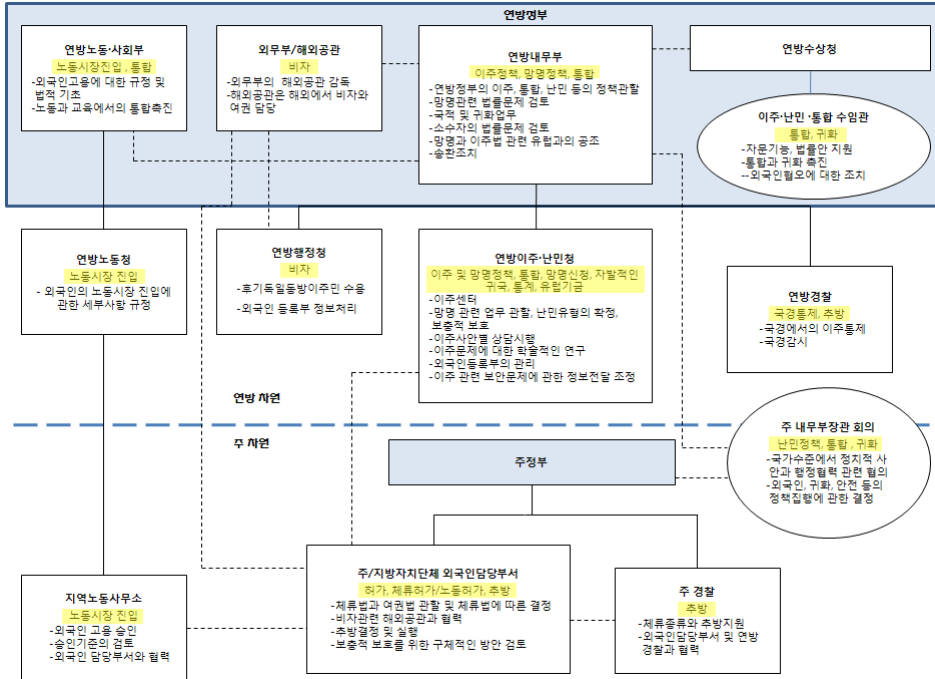 연방정부
연방노동·사회부
노동시장진입, 통합
-외국인고용에 대한 규정 및
법적 기초
-노동과 교육에서의 통합촉진
외무부/해외공관
비자
-외무부의 해외공관 감독
-해외공관은 해외에서 비자와
여권 담당
연방내무부
이주정책, 망명정책, 통합
-연방정부의 이주, 통합, 난민 등의 정책관할
-망명관련 법률문제 검토
-국적 및 귀화업무
-소수자의 법률문제 검토
-망명과 이주법 관련 유럽과의 공조
-송환조치
연방수상청
이주·난민·통합 수임관
통합, 귀화
-자문기능, 법률안 지원
-통합과 귀화 촉진
--외국인혐오에 대한 조치
연방노동청
노동시장 진입
- 외국인의 노동시장 진입에
관한 세부사항 규정
연방행정청
비자
-후기독일동방이주민 수용
-외국인 등록부 정보처리
연방이주·난민청
이주 및 망명정책, 통합, 망명신청, 자발적인
귀국, 통계, 유럽기금
-이주센터
-망명 관련 업무 관할, 난민유형의 확정,
보충적 보호
-이주사안별 상담시행
-이주문제에 대한 학술적인 연구
-외국인등록부의 관리
-이주 관련 보안문제에 관한 정보전달 조정
연방경찰
국경통제, 추방
-국경에서의 이주통제
-국경감시
연방 차원
주 차원
주 내무부장관 회의
난민정책, 통합, 귀화
-국가수준에서 정치적 사
안과 행정협력 관련 협의
-외국인, 귀화, 안전 등의
정책집행에 관한 결정
주정부
지역노동사무소
노동시장 진입
-외국인 고용 승인
-승인기준의 검토
-외국인 담당부서와 협력
주/지방자치단체 외국인담당부서
허가, 체류허가/노동허가, 추방
-체류법과 여권법 관할 및 체류법에 따른 결정
-비자관련 해외공관과 협력
-추방결정 및 실행
-보충적 보호를 위한 구체적인 방안 검토
주 경찰
추방
-체류종류와 추방지원
-외국인담당부서 및 연방
경찰과 협력